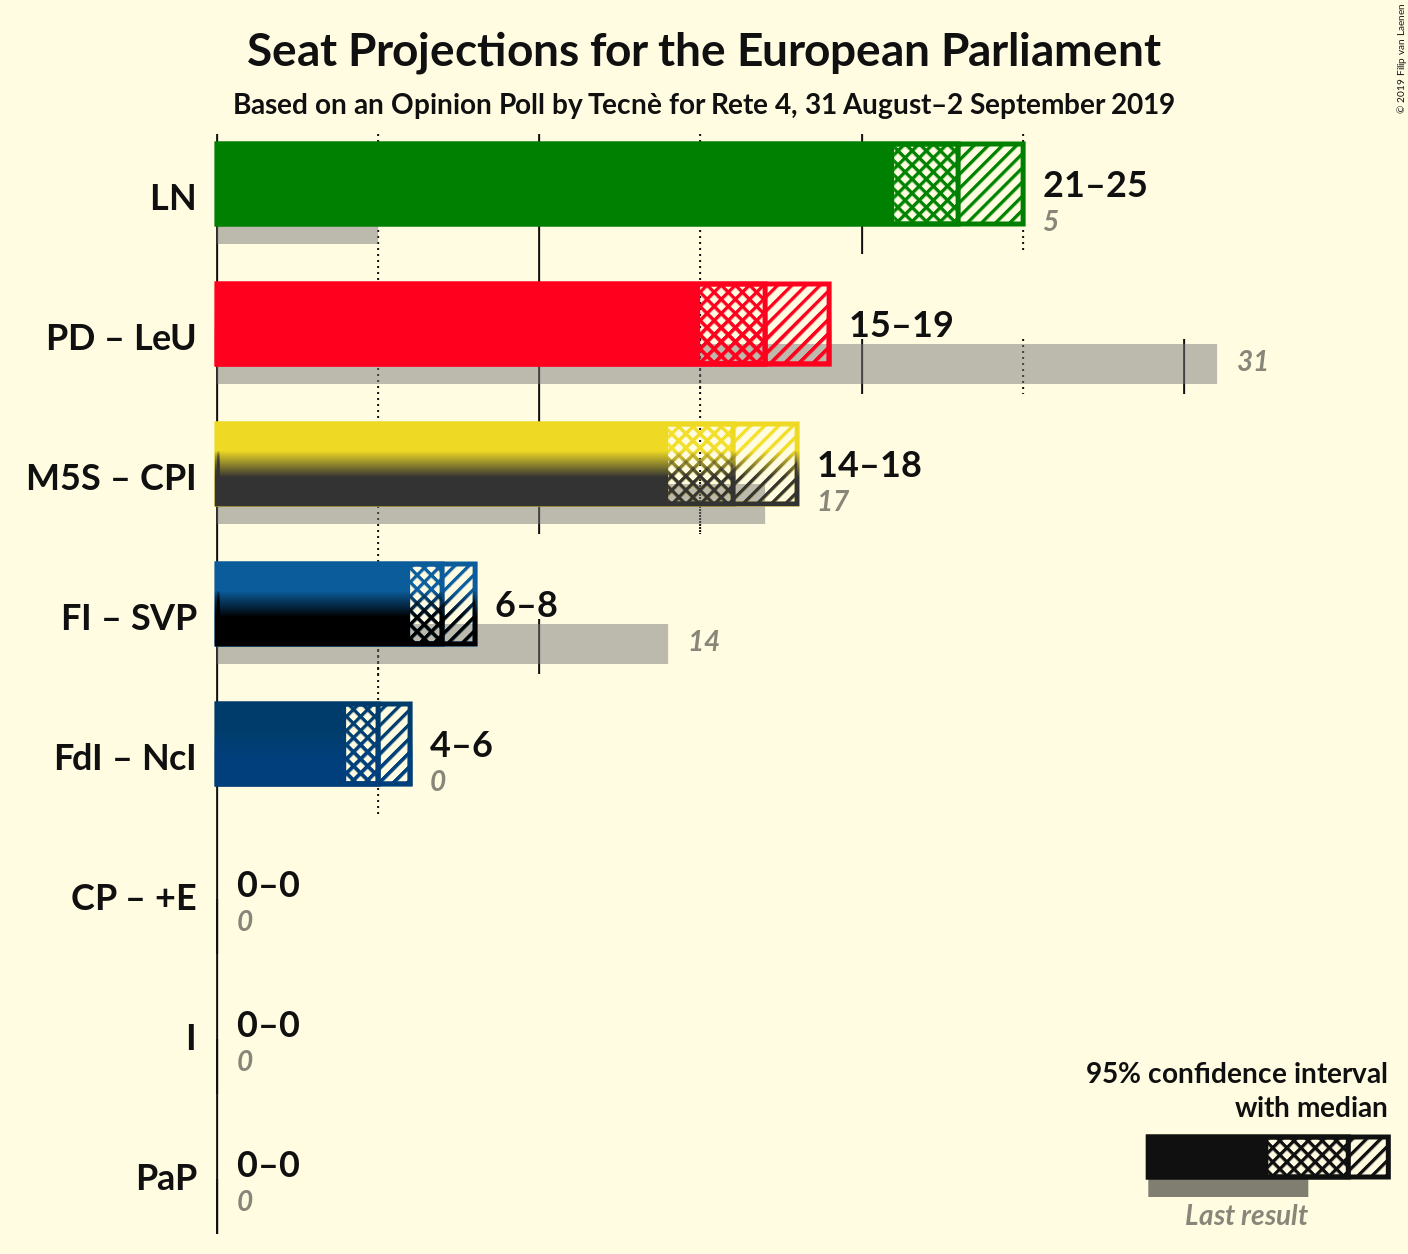 Seat Projections for the European Parliament
Based on an Opinion Poll by Tecnè for Rete 4, 31 August–2 September 2019
© 2019 Filip van Laenen
LN
21–25
5
PD – LeU
15–19
31
M5S – CPI
14–18
17
FI – SVP
6–8
14
FdI – NcI
4–6
0
CP – +E
0–0
0
I
0–0
0
PaP
0–0
0
95% confidence interval
with median
Last result